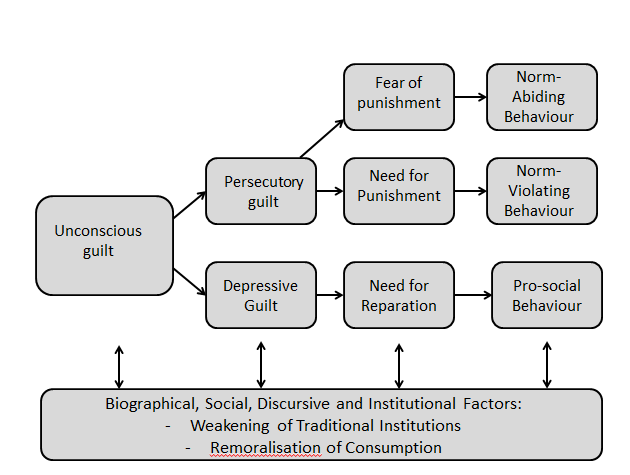 Fear of
punishment
Norm-
Abiding
Behaviour
Persecutory
guilt
Need for
Punishment
Norm-
Violating
Behaviour
Unconscious
guilt
Depressive
Guilt
Need for
Reparation
Pro-social
Behaviour
Biographical, Social, Discursive and Institutional Factors:
- Weakening of Traditional Institutions
- Remoralisation of Consumption